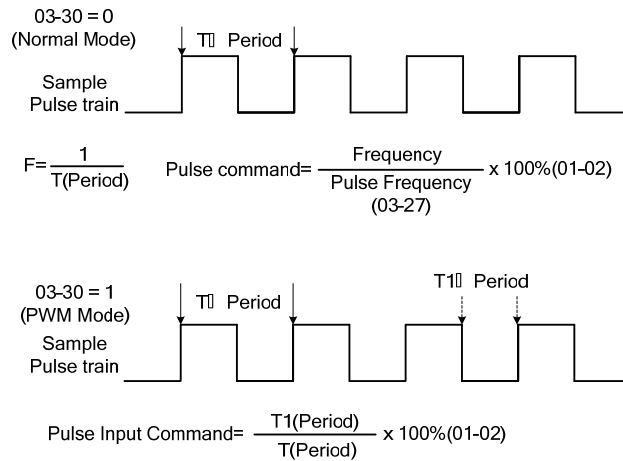 03-30 = 0
(Normal Mode)
T▯ Period
Sample
Pulse train
F= 1 / T(Period)
Pulse command= Frequency / Pulse Frequency (03-27) x 100%(01-02)
03-30 = 1
(PWM Mode)
T▯ Period
T1▯ Period
Sample
Pulse train
Pulse Input Command= T1(Period) / T(Period) x 100%(01-02)